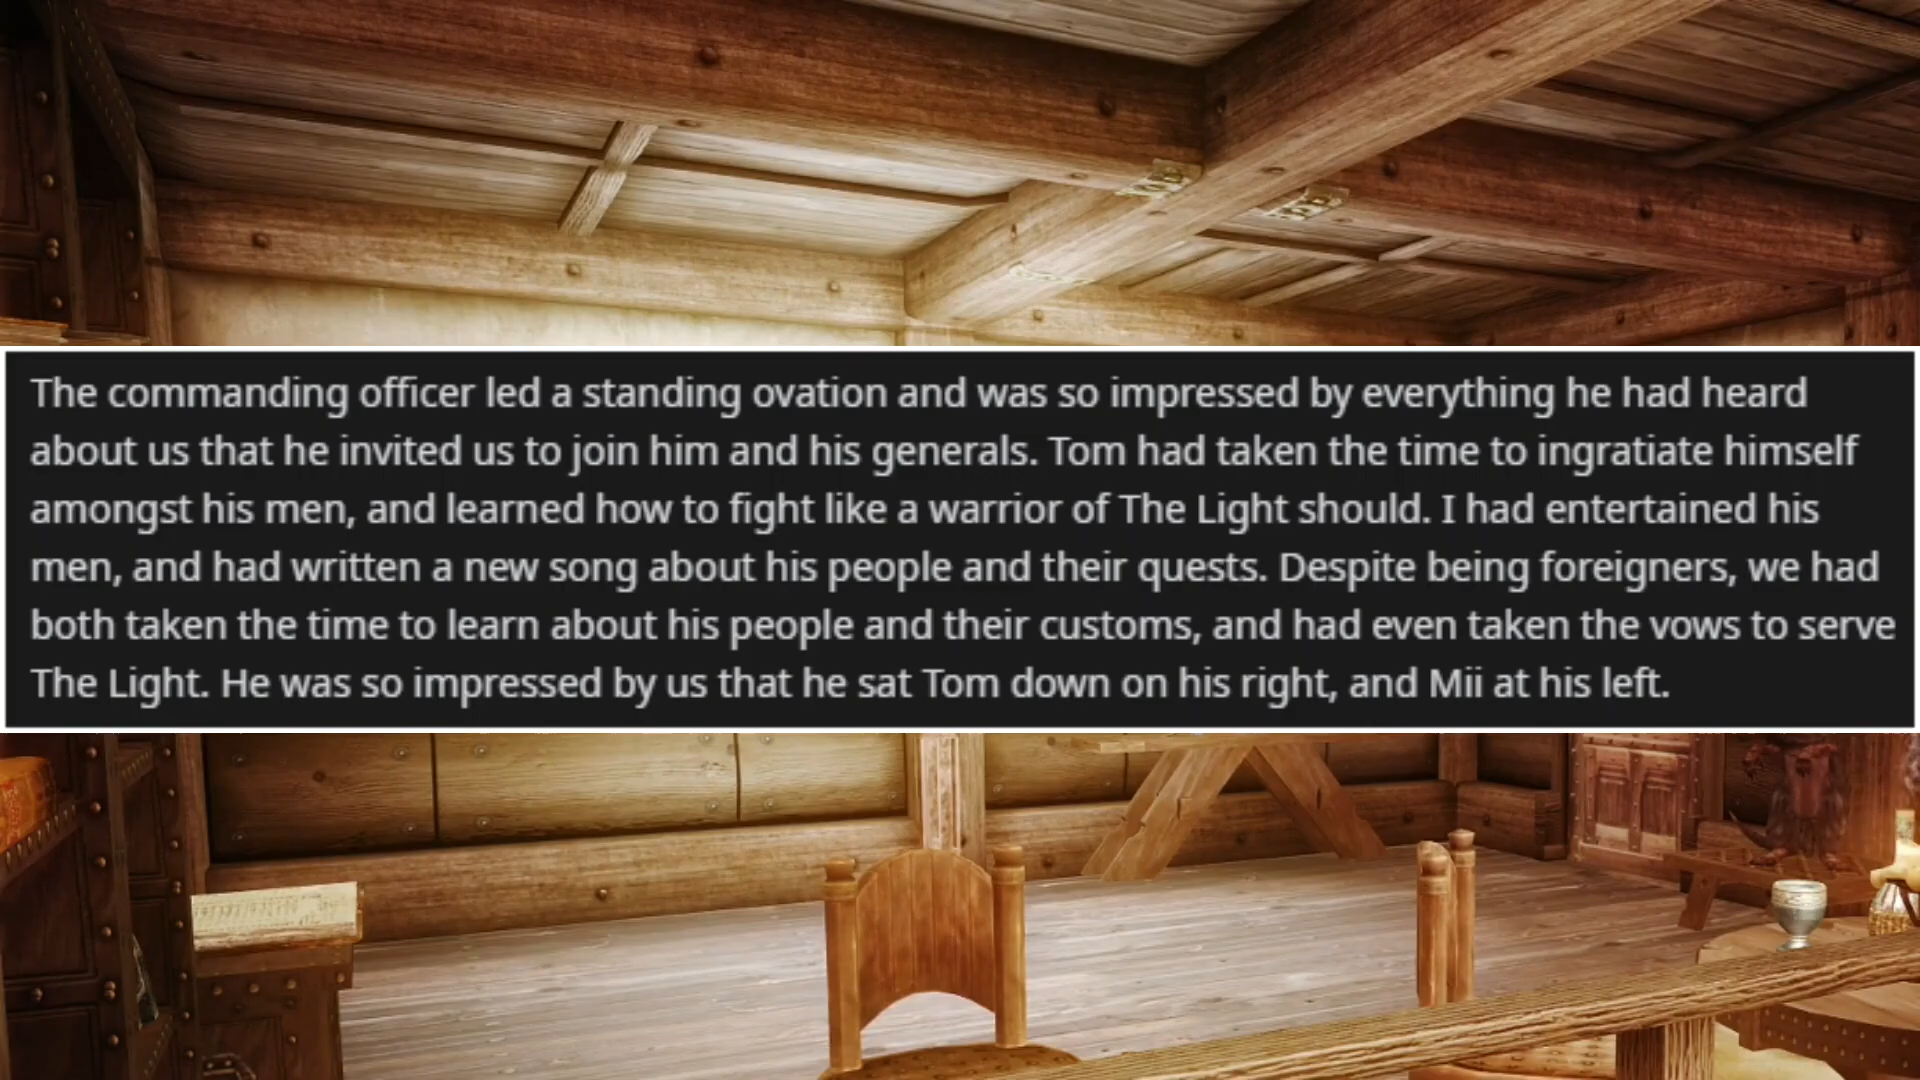 The commanding officer led a standing ovation and was so impressed by everything he had heard
about us that he invited us to join him and his generals. Tom had taken the time to ingratiate himself
amongst his men, and learned how to fight like a warrior of The Light should. I had entertained his
men, and had written a new song about his people and their quests. Despite being foreigners, we had
both taken the time to learn about his people and their customs, and had even taken the vows to serve
The Light. He was so impressed by us that he sat Tom down on his right, and Mii at his left.